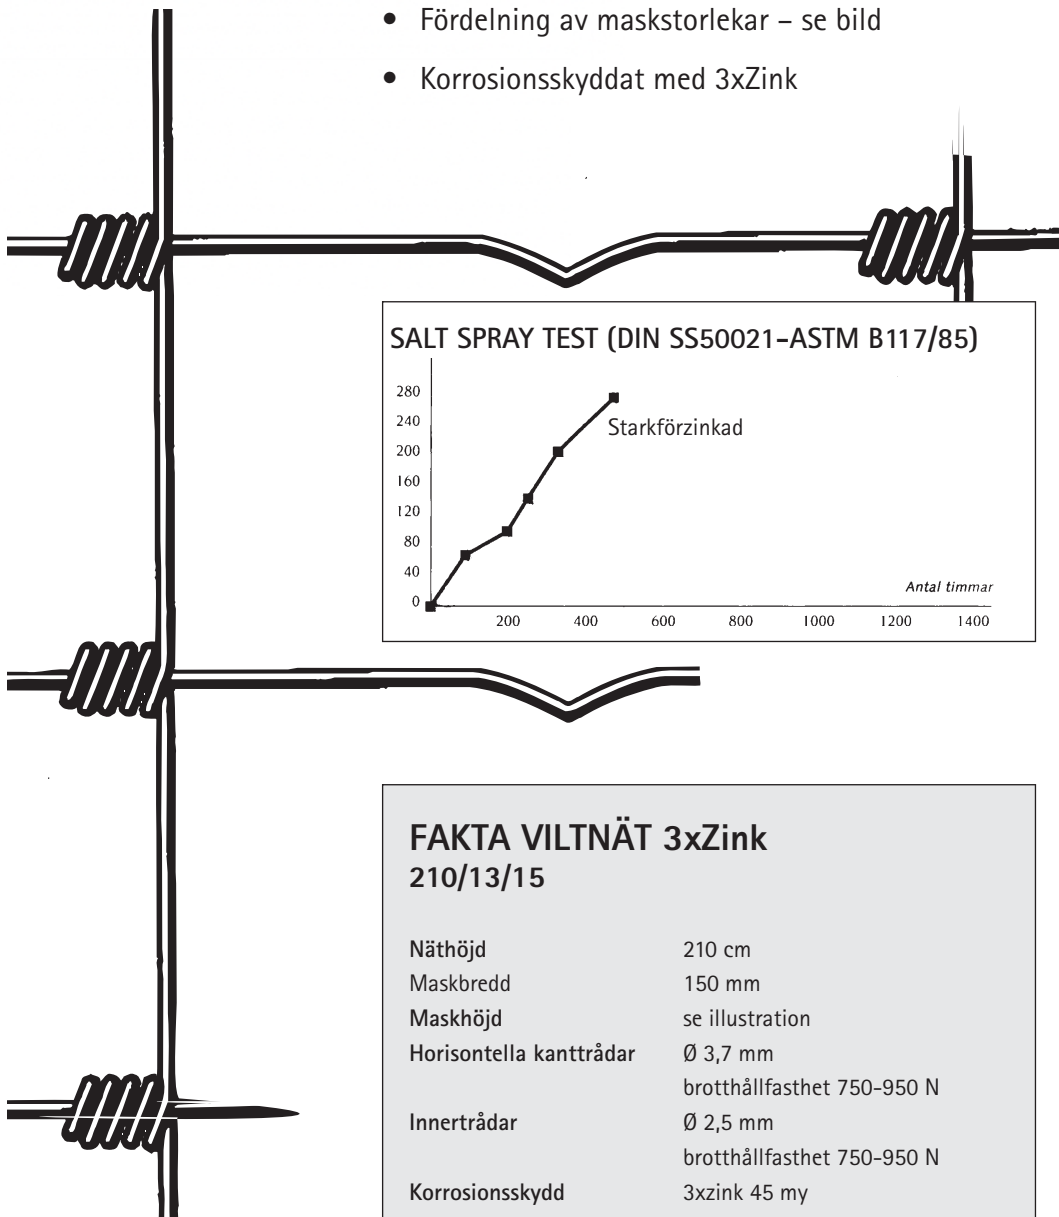 • Fördelning av maskstorlekar – se bild
• Korrosionsskyddat med 3xZink
SALT SPRAY TEST (DIN SS50021-ASTM B117/85)
280
240
200
160
120
80
40
0
Starkförzinkad
Antal timmar
200 400 600 800 1000 1200 1400
FAKTA VILTNÄT 3xZink
210/13/15
Näthöjd 210 cm
Maskbredd 150 mm
Maskhöjd se illustration
Horisontella kanttrådar Ø 3,7 mm
brotthållfasthet 750-950 N
Innertrådar Ø 2,5 mm
brotthållfasthet 750-950 N
Korrosionsskydd 3xzink 45 my